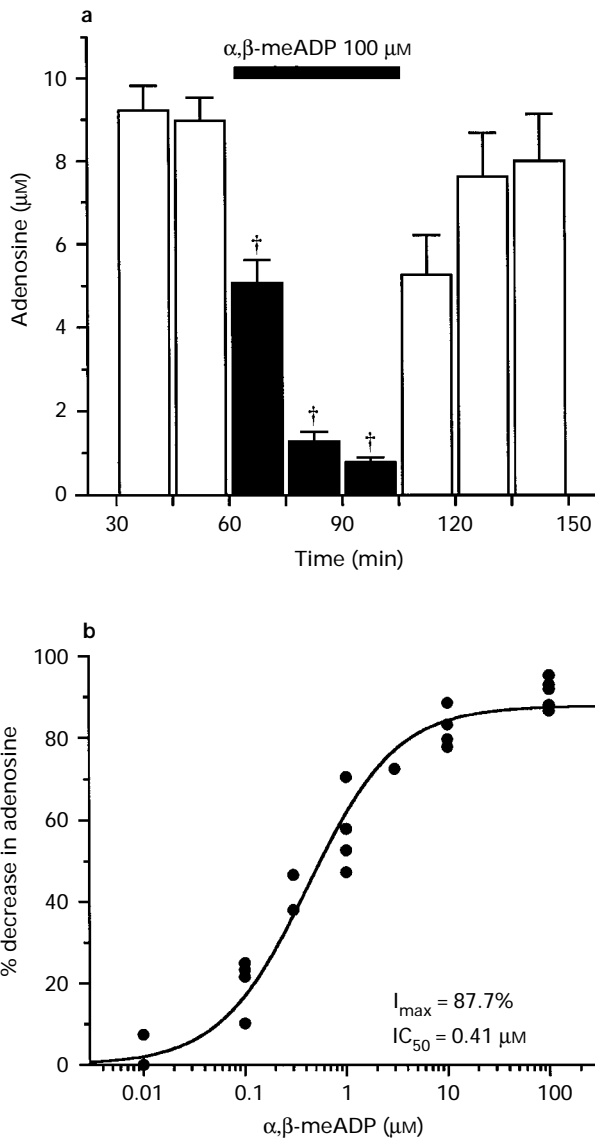 a
α,β-meADP 100 μM
10
8
6
4
2
0
Adenosine (μM)
†
†
†
30 60 90 120 150
Time (min)
b
100
80
60
40
20
0
% decrease in adenosine
Imax = 87.7%
IC50 = 0.41 μM
0.01 0.1 1 10 100
α,β-meADP (μM)